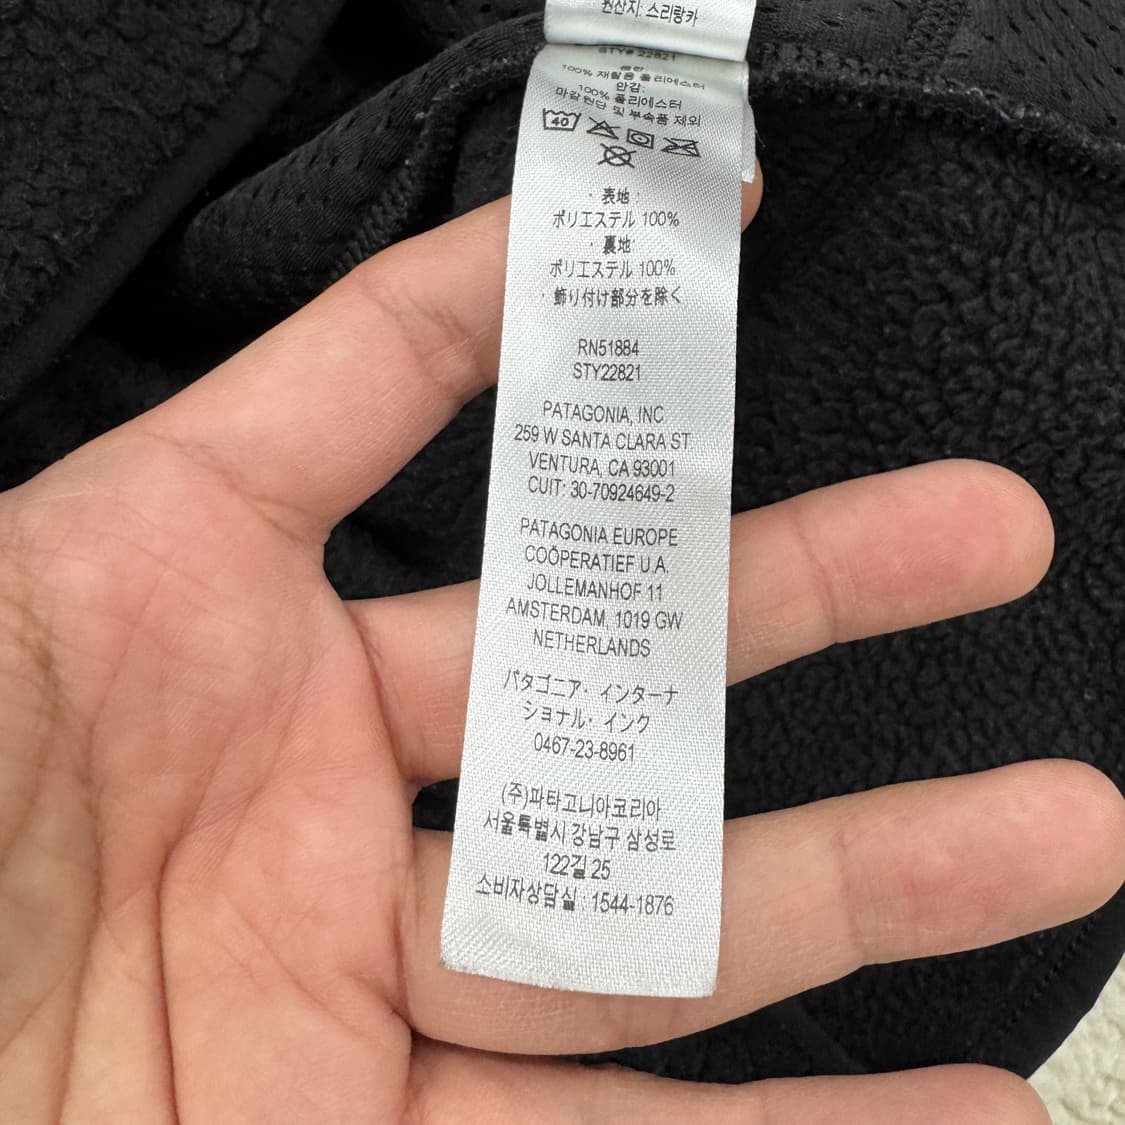 원산지: 스리랑카
STY# 22821
겉감:
100% 재활용 폴리에스터
안감:
100% 폴리에스터
마감 원단 및 부속품 제외
40
・表地
ポリエステル 100%
・裏地
ポリエステル 100%
・飾り付け部分を除く
RN51884
STY22821
PATAGONIA, INC
259 W SANTA CLARA ST.
VENTURA, CA 93001
CUIT: 30-70924649-2
PATAGONIA EUROPE
COÖPERATIEF U.A.
JOLLEMANHOF 11
AMSTERDAM, 1019 GW
NETHERLANDS
パタゴニア・インターナ
ショナル・インク
0467-23-8961
(주)파타고니아코리아
서울특별시 강남구 삼성로
122길 25
소비자상담실 : 1544-1876